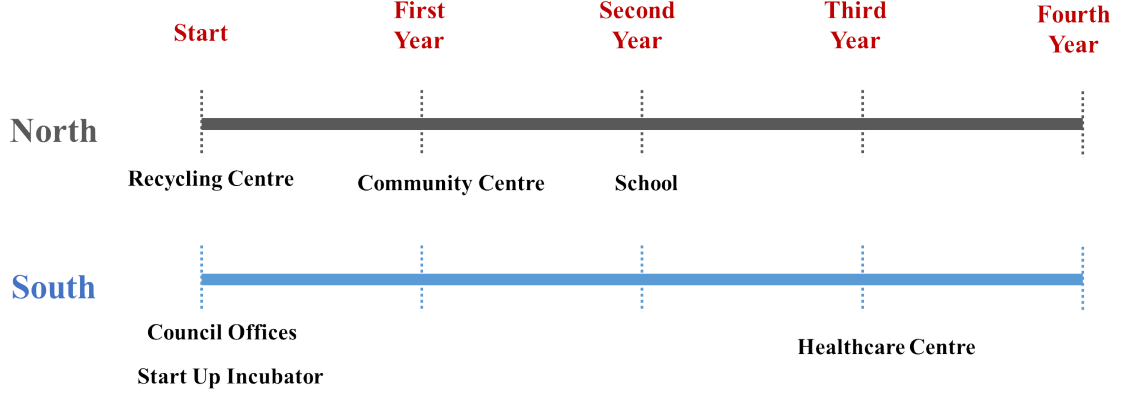 Start
First
Year
Second
Year
Third
Year
Fourth
Year
North
Recycling Centre
Community Centre
School
South
Council Offices
Start Up Incubator
Healthcare Centre